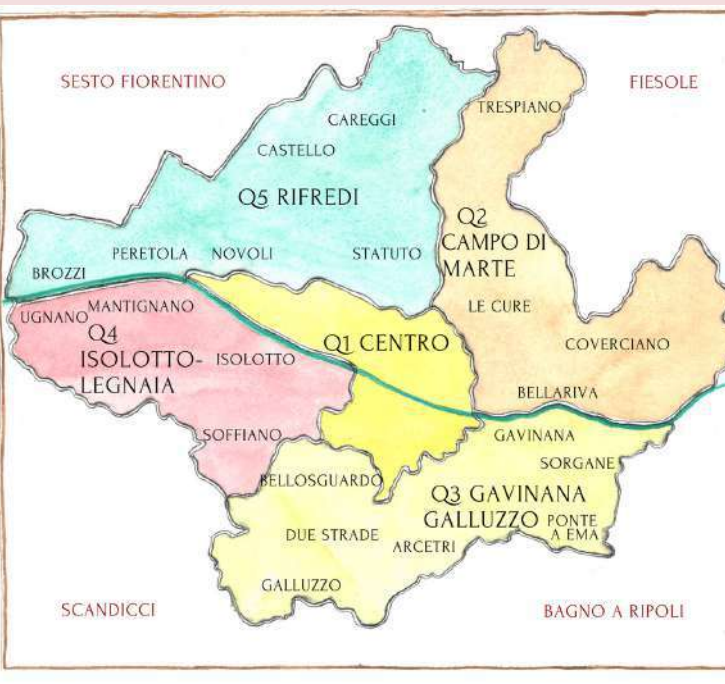 SESTO FIORENTINO
FIESOLE
TRESPIANO
CAREGGI
CASTELLO
Q5 RIFREDI
Q2
CAMPO DI
MARTE
PERETOLA
NOVOLI
STATUTO
BROZZI
LE CURE
UGNANO
MANTIGNANO
Q4
ISOLOTTO-
LEGNAIA
ISOLOTTO
Q1 CENTRO
COVERCIANO
BELLARIVA
SOFFIANO
GAVINANA
SORGANE
BELLOSGUARDO
Q3 GAVINANA
GALLUZZO
PONTE
A EMA
DUE STRADE
ARCETRI
GALLUZZO
SCANDICCI
BAGNO A RIPOLI